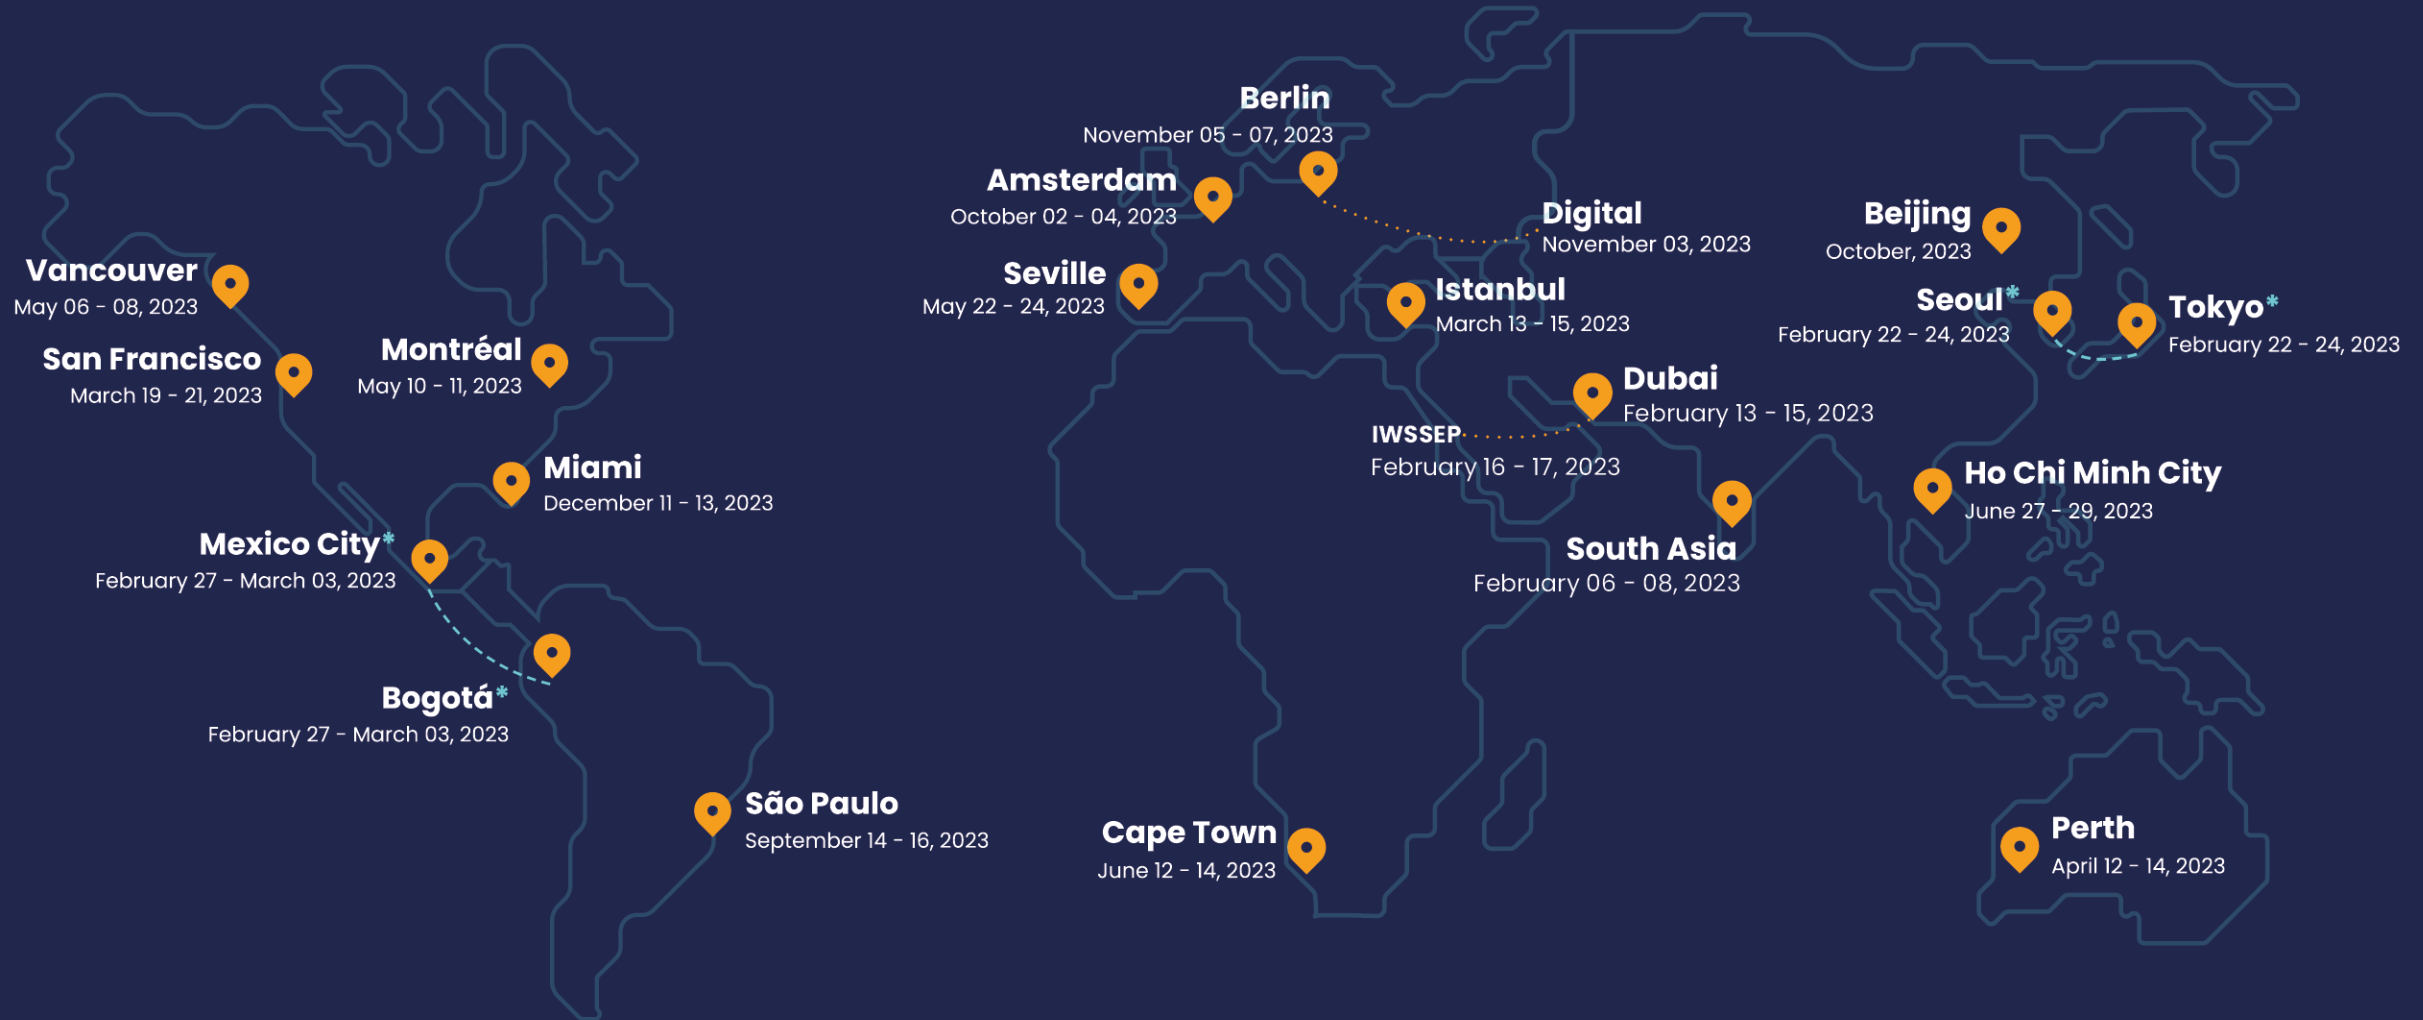 Berlin
November 05 - 07, 2023
Amsterdam
October 02 - 04, 2023
Digital
November 03, 2023
Beijing
October, 2023
Vancouver
May 06 - 08, 2023
Seville
May 22 - 24, 2023
Istanbul
March 13 - 15, 2023
Seoul*
February 22 - 24, 2023
Tokyo*
February 22 - 24, 2023
San Francisco
March 19 - 21, 2023
Montréal
May 10 - 11, 2023
Dubai
February 13 - 15, 2023
IWSSEP
February 16 - 17, 2023
Miami
December 11 - 13, 2023
Ho Chi Minh City
June 27 - 29, 2023
Mexico City*
February 27 - March 03, 2023
South Asia
February 06 - 08, 2023
Bogotá*
February 27 - March 03, 2023
São Paulo
September 14 - 16, 2023
Cape Town
June 12 - 14, 2023
Perth
April 12 - 14, 2023